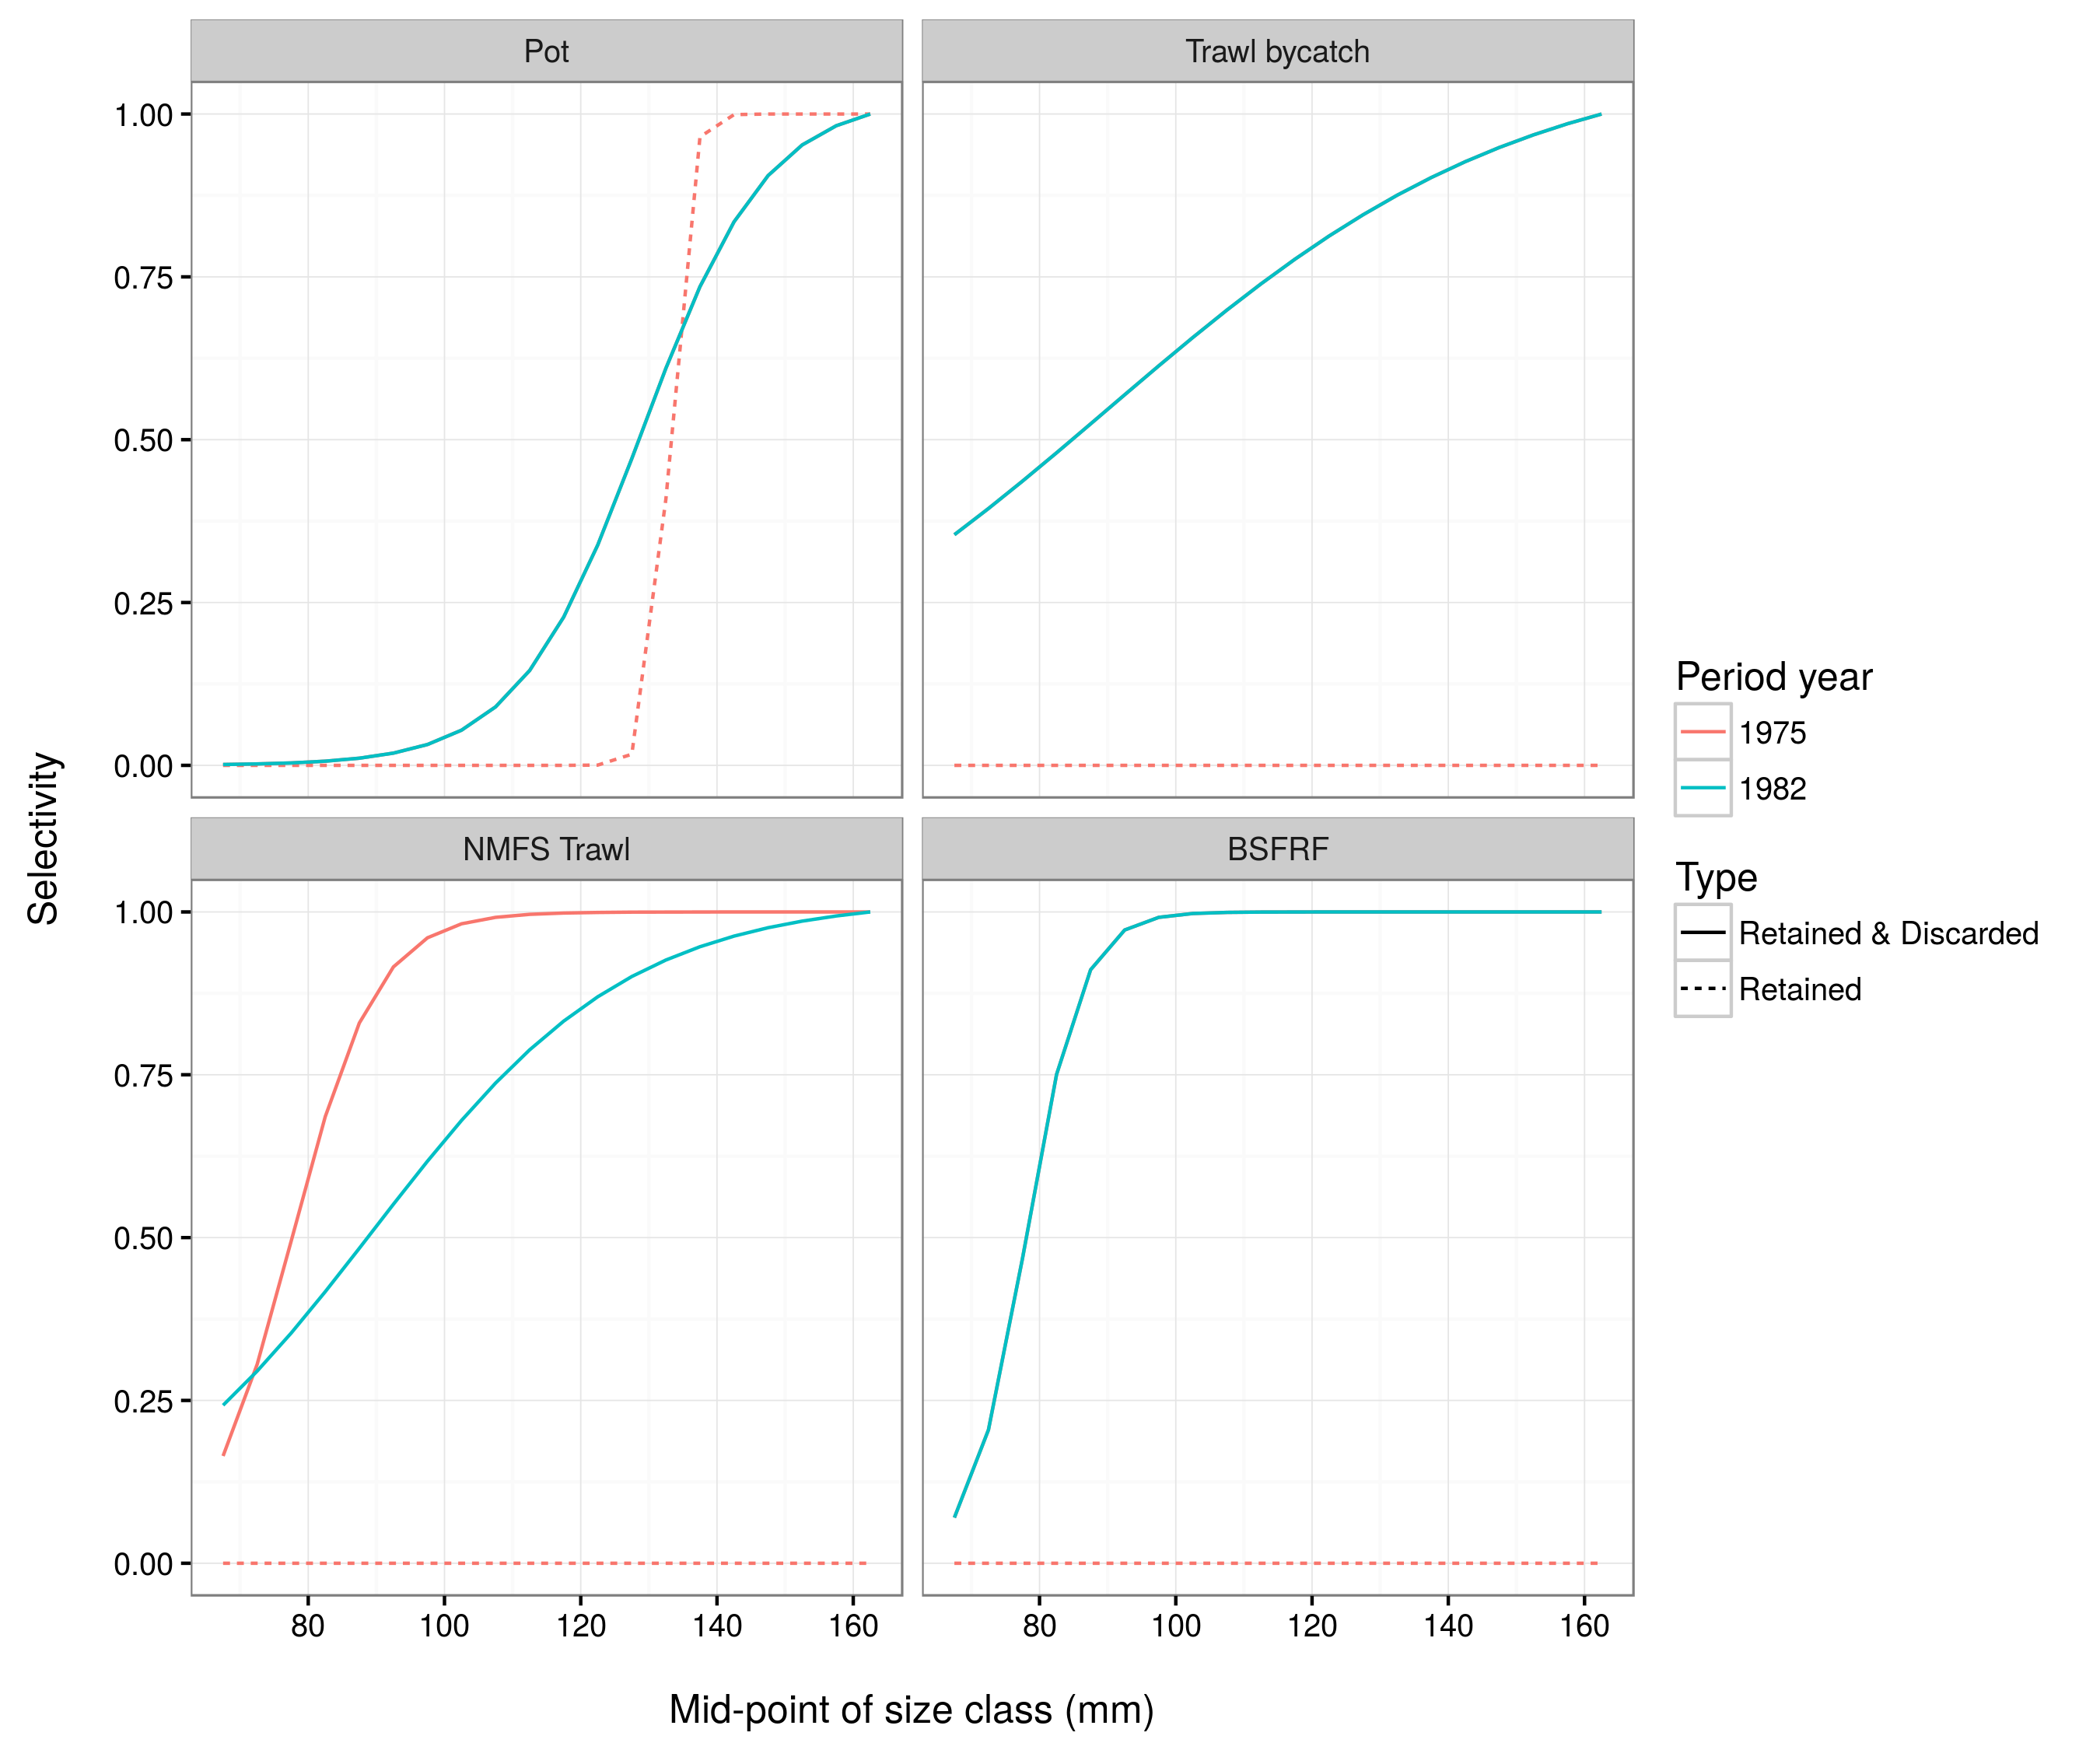 Pot
Trawl bycatch
1.00
0.75
0.50
0.25
0.00
NMFS Trawl
BSFRF
1.00
0.75
0.50
0.25
0.00
80 100 120 140 160
80 100 120 140 160
Mid-point of size class (mm)
Selectivity
Period year
1975
1982
Type
Retained & Discarded
Retained